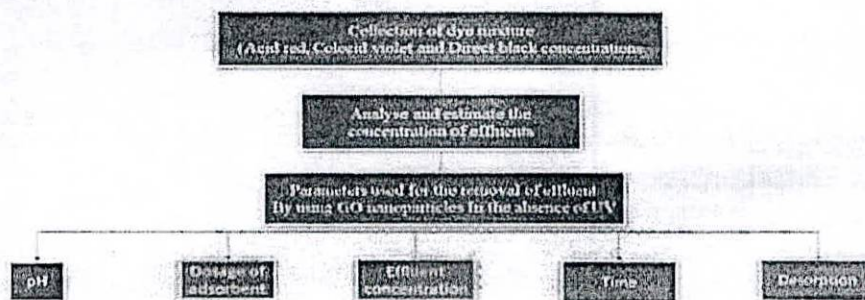 Collection of dye mixture
(Acid red, Colocid violet and Direct black concentrations
Analyse and estimate the
concentration of effluents
Parameters used for the removal of effluent
By using GO nanoparticles In the absence of UV
pH
Dosage of
adsorbent
Effluent
concentration
Time
Desorption